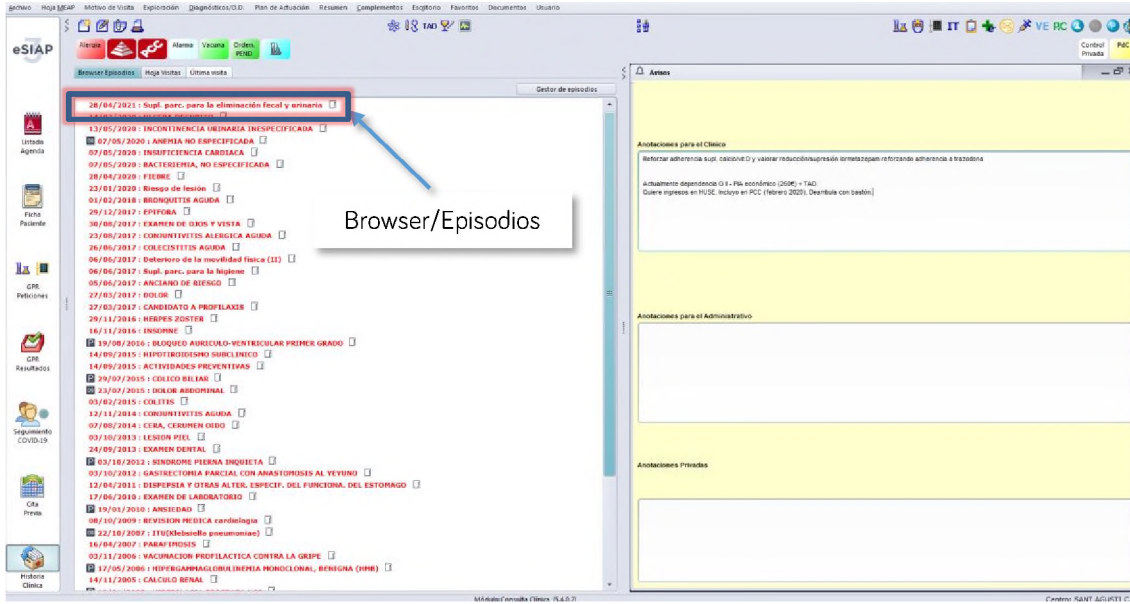 Archivo Hoja MEAP Motivo de Visita Exploración Diagnósticos/O.D. Plan de Actuación Resumen Complementos Escritorio Favoritos Documentos Usuario
TAD
IT VE RC
eSIAP
Alergia
Alarma
Vacuna
Orden. PEND
Control Privada
PdC
Browser Episodios
Hoja Visitas
Última visita
Gestor de episodios
28/04/2021 : Supl. parc. para la eliminación fecal y urinaria
13/05/2020 : INCONTINENCIA URINARIA INESPECIFICADA
07/05/2020 : ANEMIA NO ESPECIFICADA
07/05/2020 : INSUFICIENCIA CARDIACA
07/05/2020 : BACTERIEMIA, NO ESPECIFICADA
28/04/2020 : FIEBRE
23/01/2020 : Riesgo de lesión
01/02/2018 : BRONQUITIS AGUDA
29/12/2017 : EPIFORA
30/08/2017 : EXAMEN DE OJOS Y VISTA
23/08/2017 : CONJUNTIVITIS ALERGICA AGUDA
26/06/2017 : COLECISTITIS AGUDA
06/06/2017 : Deterioro de la movilidad física (II)
06/06/2017 : Supl. parc. para la higiene
05/06/2017 : ANCIANO DE RIESGO
27/03/2017 : DOLOR
27/03/2017 : CANDIDATO A PROFILAXIS
29/11/2016 : HERPES ZOSTER
16/11/2016 : INSOMNE
19/08/2016 : BLOQUEO AURICULO-VENTRICULAR PRIMER GRADO
14/09/2015 : HIPOTIROIDISMO SUBCLINICO
14/09/2015 : ACTIVIDADES PREVENTIVAS
29/07/2015 : COLICO BILIAR
23/07/2015 : DOLOR ABDOMINAL
03/02/2015 : COLITIS
12/11/2014 : CONJUNTIVITIS AGUDA
07/08/2014 : CERA, CERUMEN OIDO
03/10/2013 : LESION PIEL
24/09/2013 : EXAMEN DENTAL
03/10/2012 : SINDROME PIERNA INQUIETA
03/10/2012 : GASTRECTOMIA PARCIAL CON ANASTOMOSIS AL YEYUNO
12/04/2011 : DISPEPSIA Y OTRAS ALTER. ESPECIF. DEL FUNCIONA. DEL ESTOMAGO
17/06/2010 : EXAMEN DE LABORATORIO
19/01/2010 : ANSIEDAD
08/10/2009 : REVISION MEDICA cardiologia
22/10/2007 : ITU(Klebsiella pneumoniae)
16/04/2007 : PARAFIMOSIS
03/11/2006 : VACUNACION PROFILACTICA CONTRA LA GRIPE
17/05/2006 : HIPERGAMMAGLOBULINEMIA MONOCLONAL, BENIGNA (HMB)
14/11/2005 : CALCULO RENAL
Browser/Episodios
Listado Agenda
Ficha Paciente
GPR Peticiones
GPR Resultados
Seguimiento COVID-19
Cita Previa
Historia Clínica
Avisos
Anotaciones para el Clínico
Reforzar adherencia supl. calcio/vit.D y valorar reducción/supresión lormetazepam reforzando adherencia a trazodona
Actualmente dependencia G II - PIA económico (250€) + TAD.
Quiere ingresos en HUSE. Incluyo en PCC (febrero 2020). Deambula con bastón.
Anotaciones para el Administrativo
Anotaciones Privadas
Módulo:Consulta Clínica (5.4.0.7)
Centro: SANT AGUSTI C